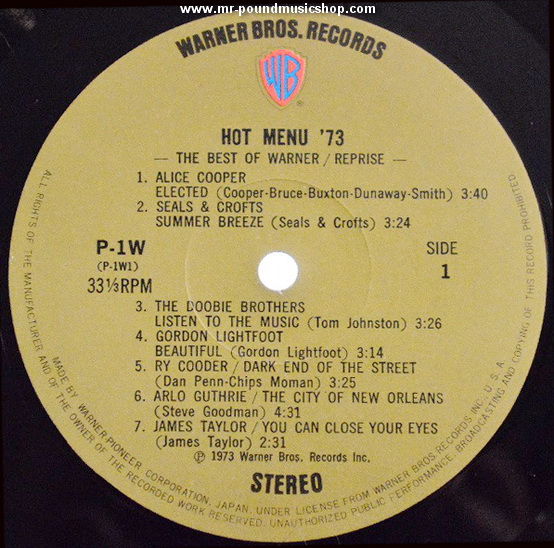 www.mr-poundmusicshop.com
WARNER BROS. RECORDS
WB
®
HOT MENU '73
— THE BEST OF WARNER / REPRISE —
1. ALICE COOPER
ELECTED (Cooper-Bruce-Buxton-Dunaway-Smith) 3:40
2. SEALS & CROFTS
SUMMER BREEZE (Seals & Crofts) 3:24
P-1W
(P-1W1)
33⅓RPM
SIDE
1
3. THE DOOBIE BROTHERS
LISTEN TO THE MUSIC (Tom Johnston) 3:26
4. GORDON LIGHTFOOT
BEAUTIFUL (Gordon Lightfoot) 3:14
5. RY COODER / DARK END OF THE STREET
(Dan Penn-Chips Moman) 3:25
6. ARLO GUTHRIE / THE CITY OF NEW ORLEANS
(Steve Goodman) 4:31
7. JAMES TAYLOR / YOU CAN CLOSE YOUR EYES
(James Taylor) 2:31
℗ 1973 Warner Bros. Records Inc.
STEREO
MADE BY WARNER-PIONEER CORPORATION, JAPAN. UNDER LICENSE FROM WARNER BROS. RECORDS INC. U.S.A.
ALL RIGHTS OF THE MANUFACTURER AND OF THE OWNER OF THE RECORDED WORK RESERVED. UNAUTHORIZED PUBLIC PERFORMANCE, BROADCASTING AND COPYING OF THIS RECORD PROHIBITED